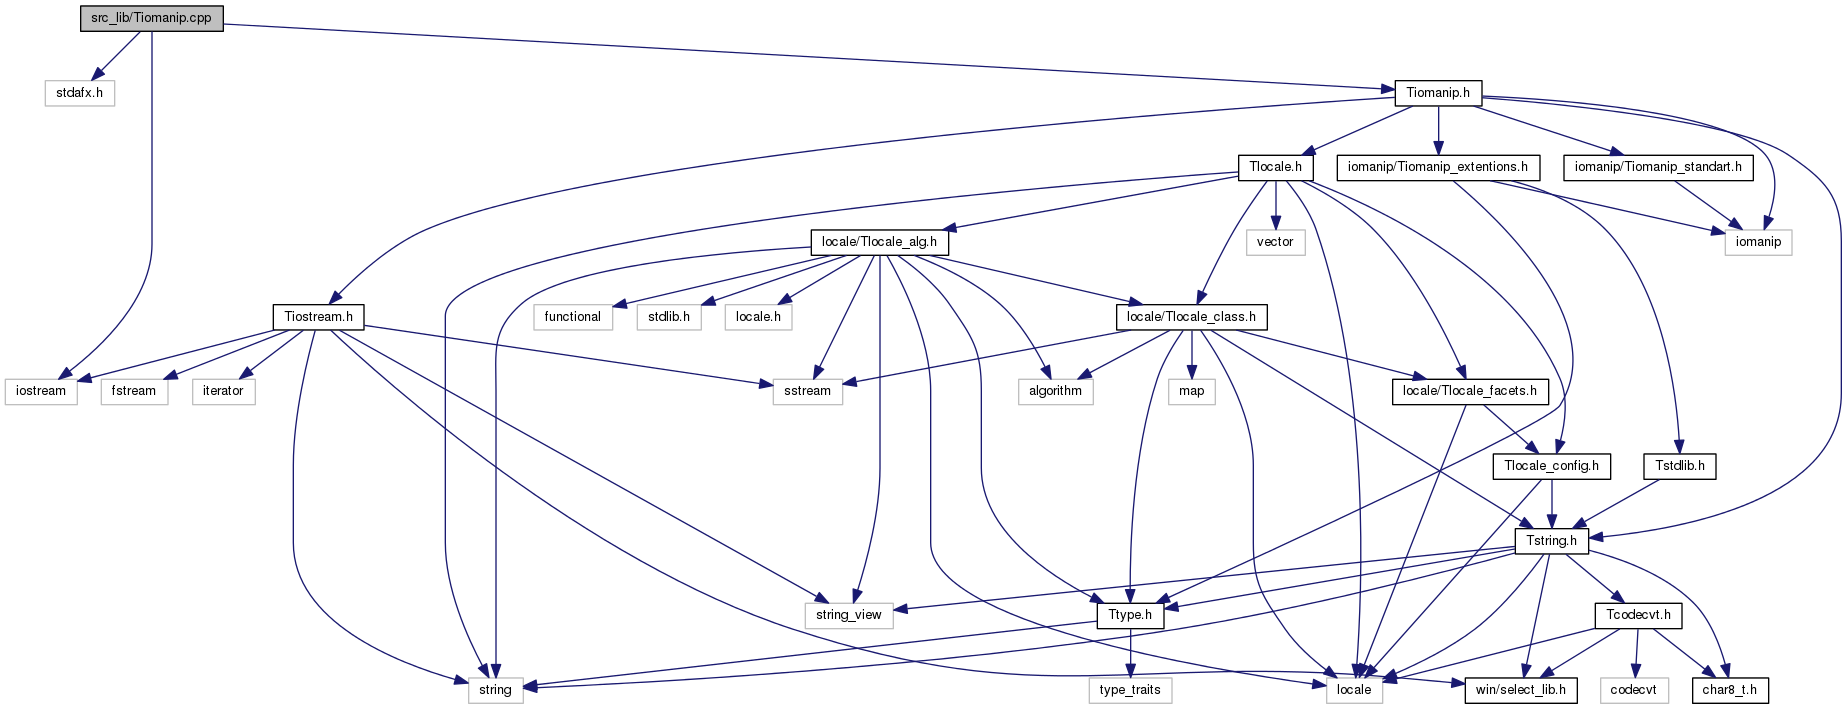 src_lib/Tiomanip.cpp
stdafx.h
Tiomanip.h
Tlocale.h
iomanip/Tiomanip_extentions.h
iomanip/Tiomanip_standart.h
locale/Tlocale_alg.h
vector
iomanip
Tiostream.h
functional
stdlib.h
locale.h
locale/Tlocale_class.h
iostream
fstream
iterator
sstream
algorithm
map
locale/Tlocale_facets.h
Tlocale_config.h
Tstdlib.h
Tstring.h
string_view
Ttype.h
Tcodecvt.h
string
type_traits
locale
win/select_lib.h
codecvt
char8_t.h